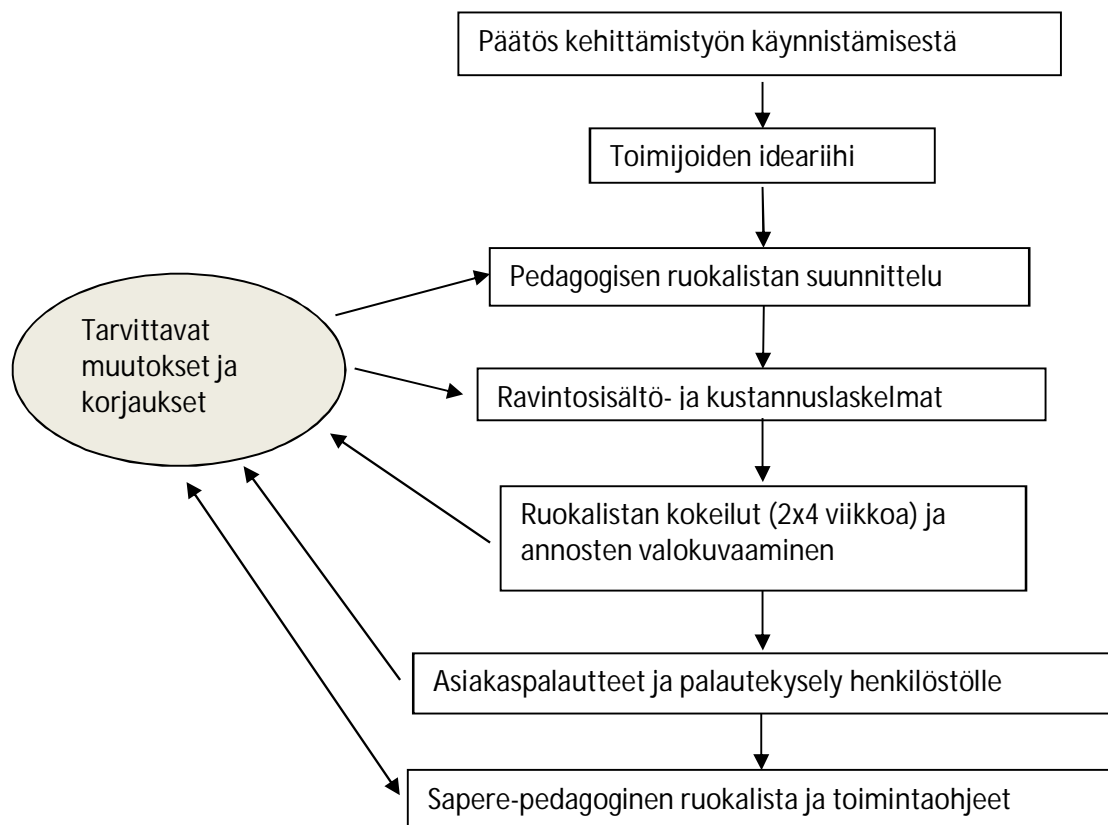 Päätös kehittämistyön käynnistämisestä
Toimijoiden ideariihi
Pedagogisen ruokalistan suunnittelu
Tarvittavat
muutokset ja
korjaukset
Ravintosisältö- ja kustannuslaskelmat
Ruokalistan kokeilut (2x4 viikkoa) ja
annosten valokuvaaminen
Asiakaspalautteet ja palautekysely henkilöstölle
Sapere-pedagoginen ruokalista ja toimintaohjeet